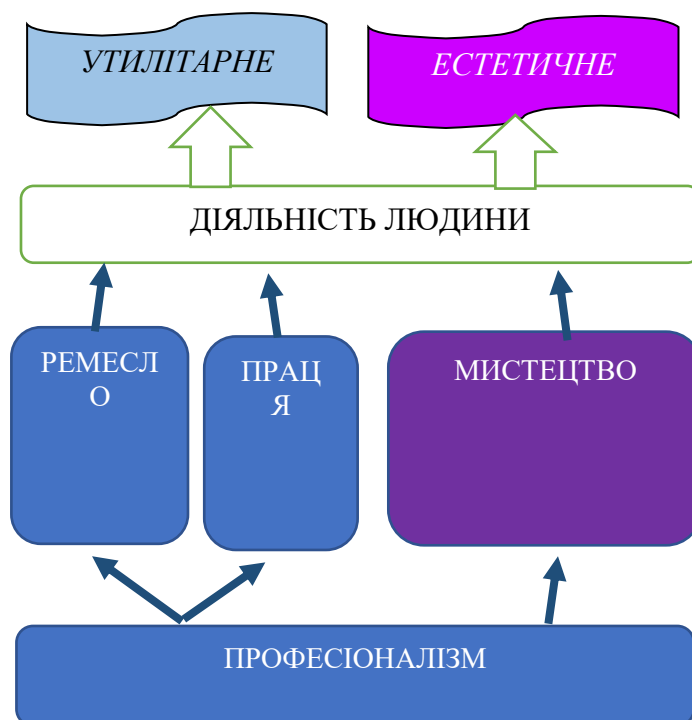 УТИЛІТАРНЕ
ЕСТЕТИЧНЕ
ДІЯЛЬНІСТЬ ЛЮДИНИ
РЕМЕСЛ
О
ПРАЦ
Я
МИСТЕЦТВО
ПРОФЕСІОНАЛІЗМ